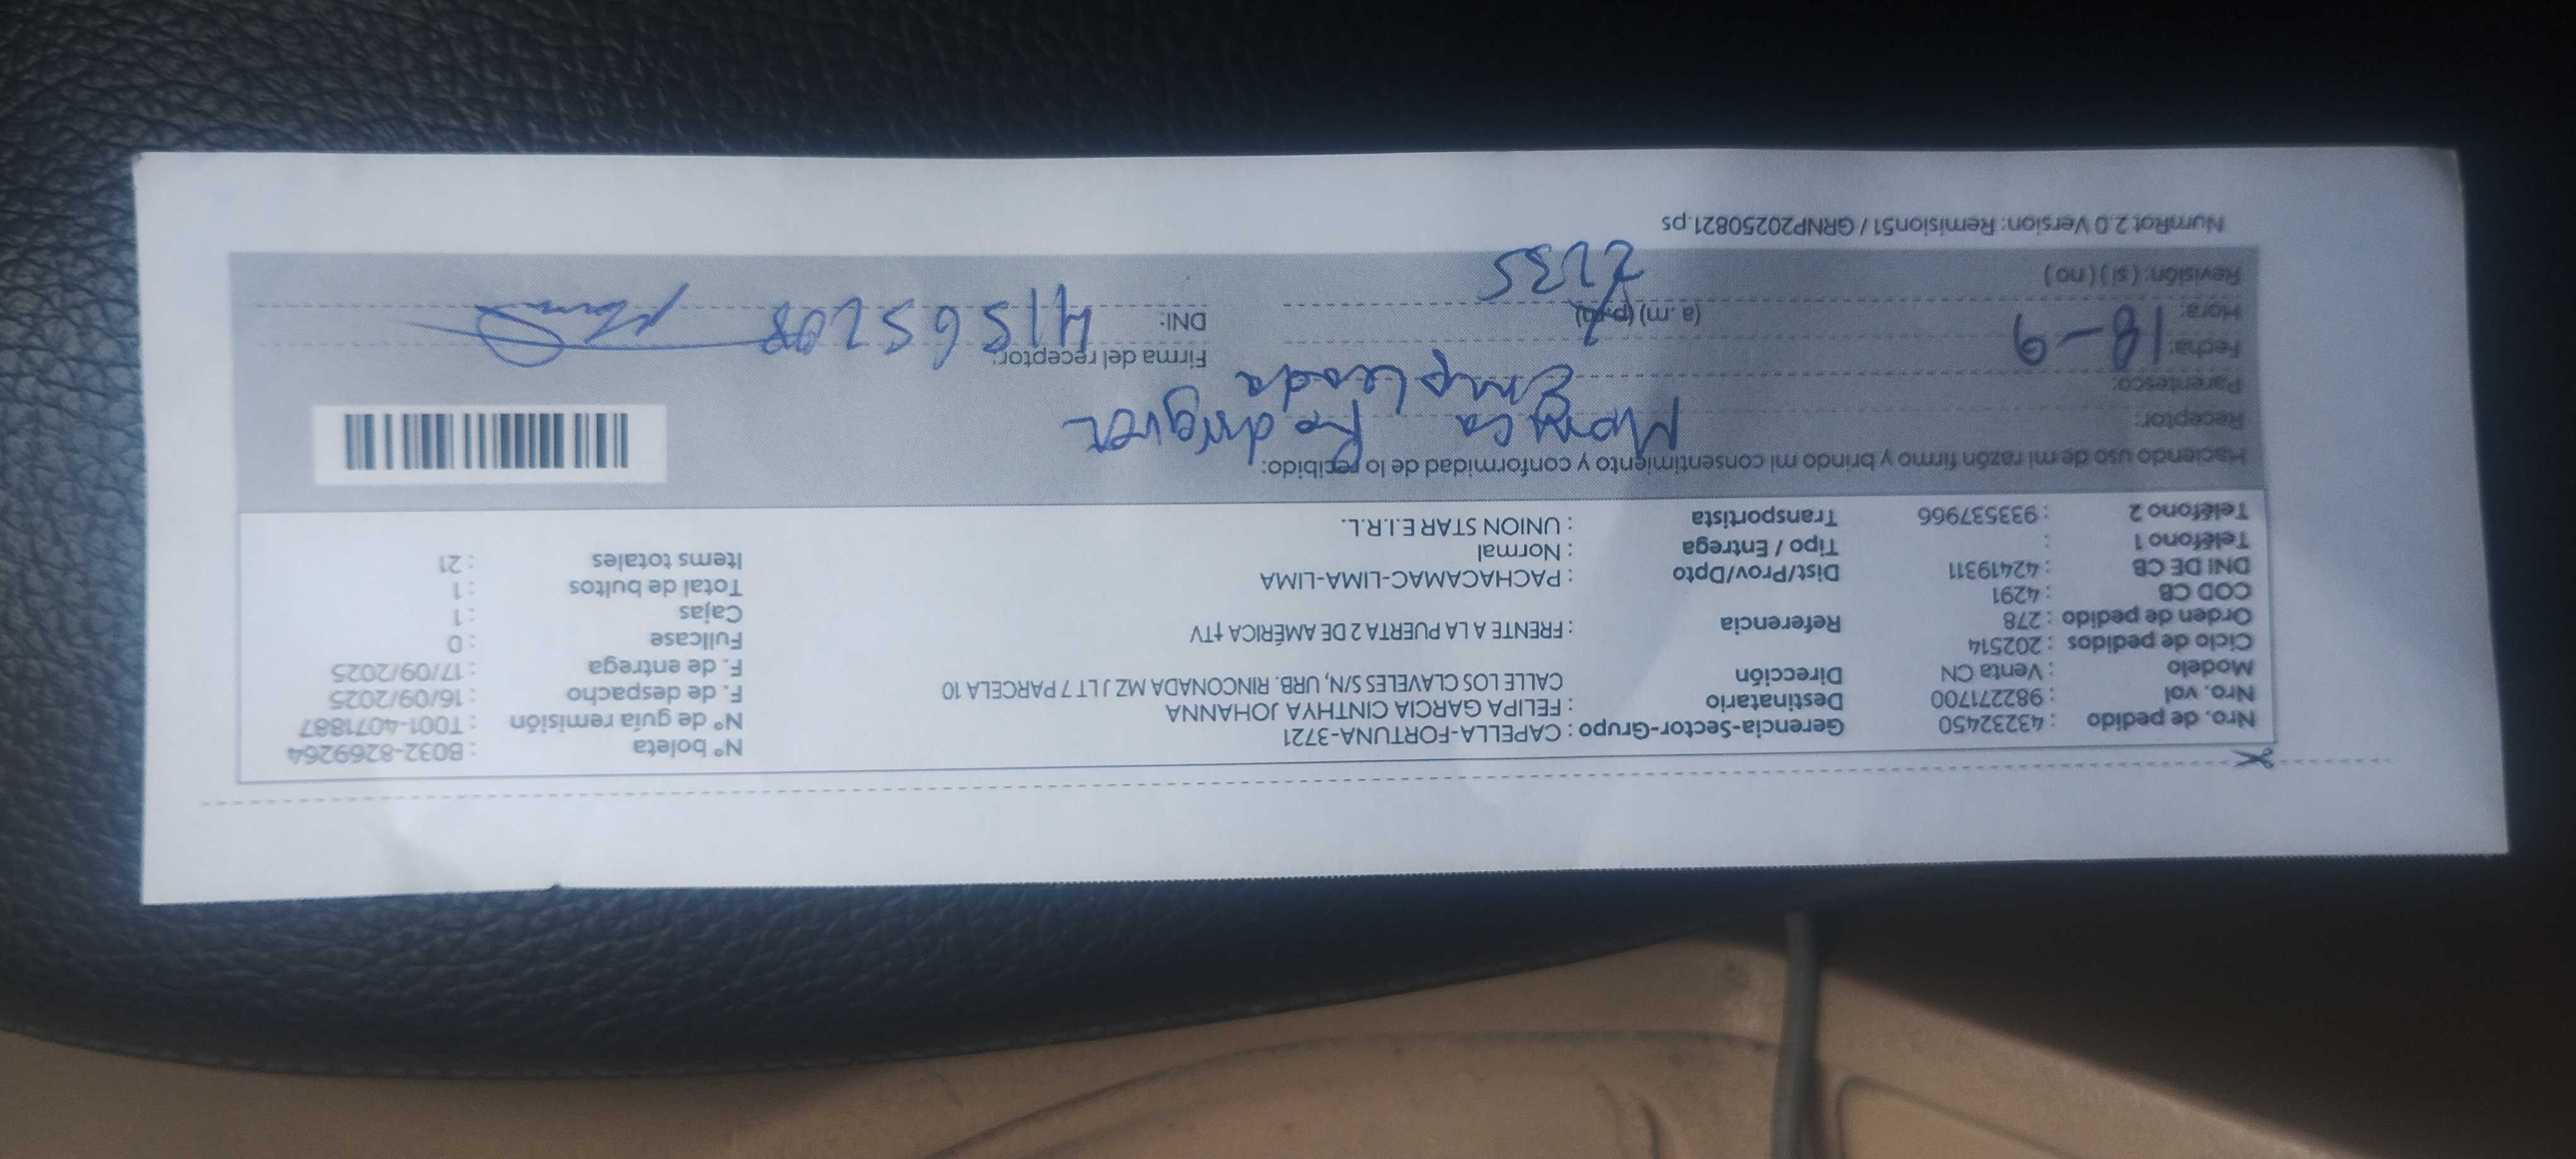 Nro. de pedido : 43232450 Gerencia-Sector-Grupo : CAPELLA-FORTUNA-3721 N° boleta : B032-8269264
Nro. vol : 982271700 Destinatario : FELIPA GARCIA CINTHYA JOHANNA N° de guía remisión : T001-4071887
Modelo : Venta CN Dirección CALLE LOS CLAVELES S/N, URB. RINCONADA MZ J LT 7 PARCELA 10 F. de despacho : 16/09/2025
Ciclo de pedidos : 202514 F. de entrega : 17/09/2025
Orden de pedido : 278 Referencia : FRENTE A LA PUERTA 2 DE AMÉRICA †TV Fullcase : 0
COD CB : 4291 Cajas : 1
DNI DE CB : 42419311 Dist/Prov/Dpto : PACHACAMAC-LIMA-LIMA Total de bultos : 1
Teléfono 1 : Tipo / Entrega : Normal Items totales : 21
Teléfono 2 : 933537966 Transportista : UNION STAR E.I.R.L.
Haciendo uso de mi razón firmo y brindo mi consentimiento y conformidad de lo recibido:
Receptor: Rodriguez
Parentesco: Empleada
Fecha: 18-9 Firma del receptor:
Hora: (a.m) (p.m) DNI: 41565208
Revisión: ( si ) ( no ) 2235
NumRot 2.0 Version: Remision51 / GRNP20250821.ps